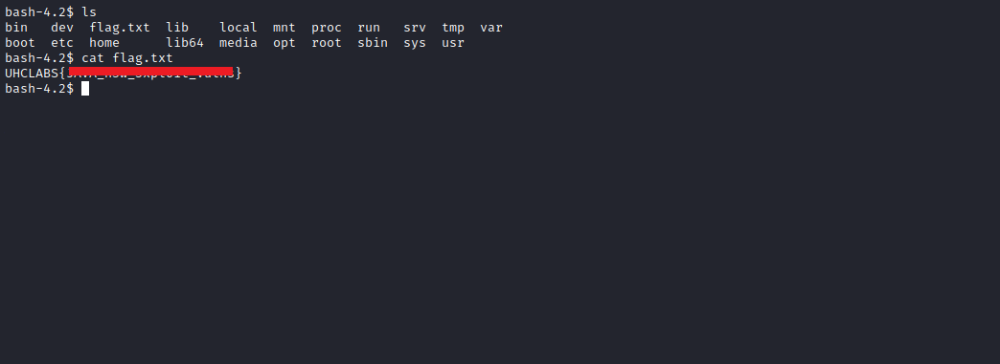 bash-4.2$ ls
bin   dev  flag.txt  lib    local  mnt  proc  run   srv  tmp  var
boot  etc  home      lib64  media  opt  root  sbin  sys  usr
bash-4.2$ cat flag.txt
UHCLABS{}
bash-4.2$